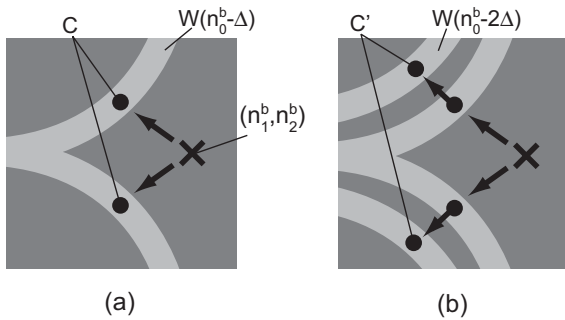 C
W(n₀ᵇ-Δ)
(n₁ᵇ,n₂ᵇ)
(a)
C'
W(n₀ᵇ-2Δ)
(b)